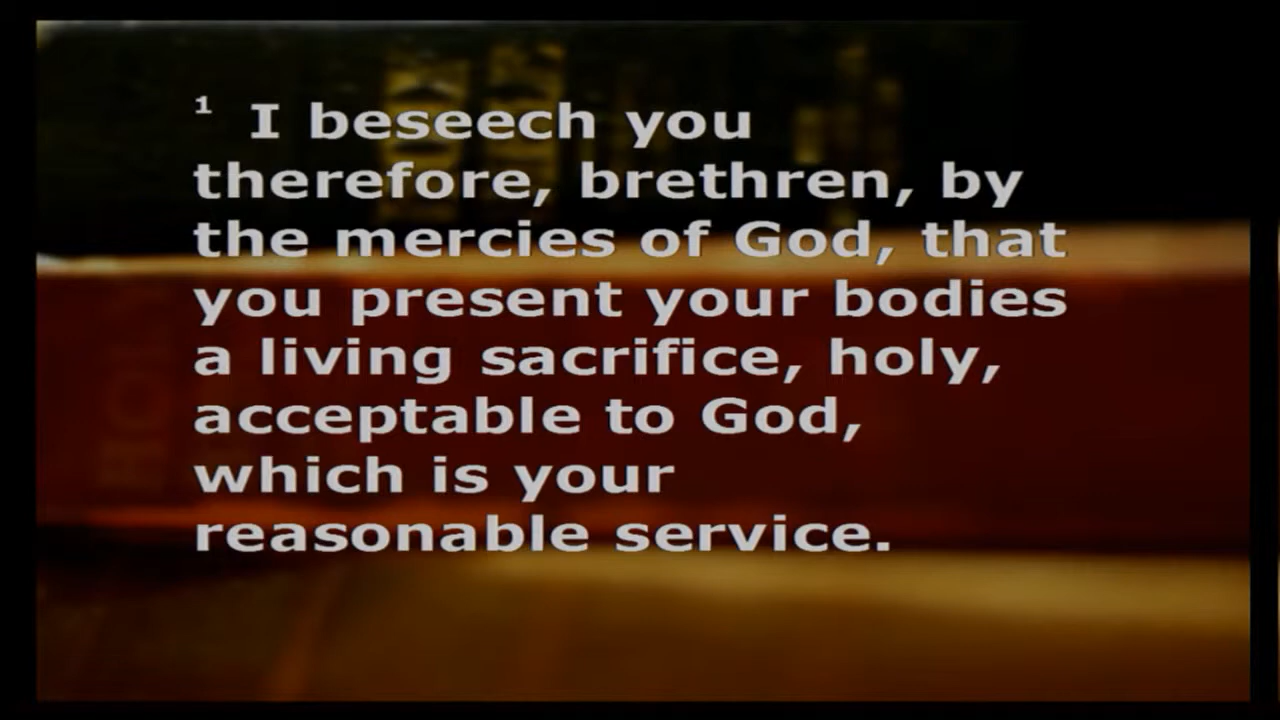 ¹ I beseech you
therefore, brethren, by
the mercies of God, that
you present your bodies
a living sacrifice, holy,
acceptable to God,
which is your
reasonable service.